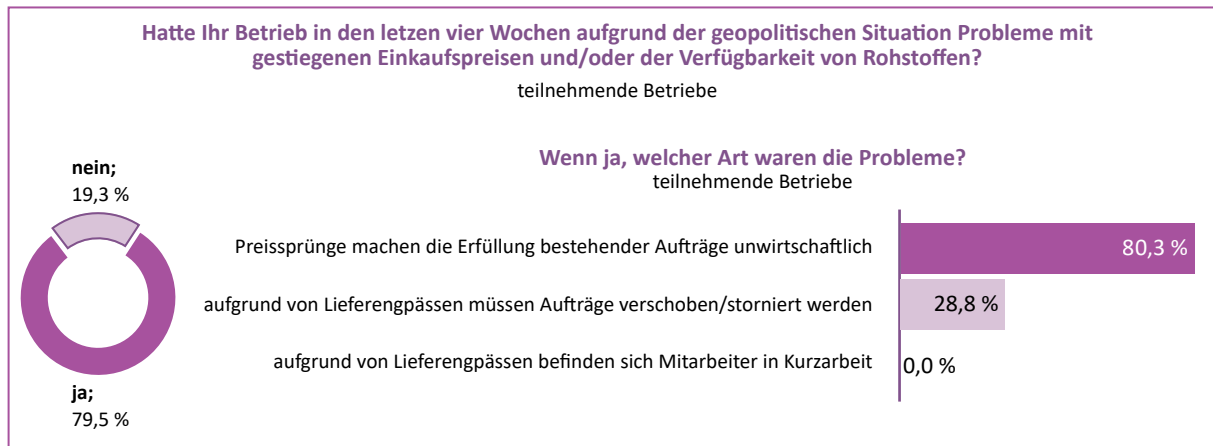 Hatte Ihr Betrieb in den letzen vier Wochen aufgrund der geopolitischen Situation Probleme mit
gestiegenen Einkaufspreisen und/oder der Verfügbarkeit von Rohstoffen?
teilnehmende Betriebe
nein;
19,3 %
ja;
79,5 %
Wenn ja, welcher Art waren die Probleme?
teilnehmende Betriebe
Preissprünge machen die Erfüllung bestehender Aufträge unwirtschaftlich
80,3 %
aufgrund von Lieferengpässen müssen Aufträge verschoben/storniert werden
28,8 %
aufgrund von Lieferengpässen befinden sich Mitarbeiter in Kurzarbeit
0,0 %